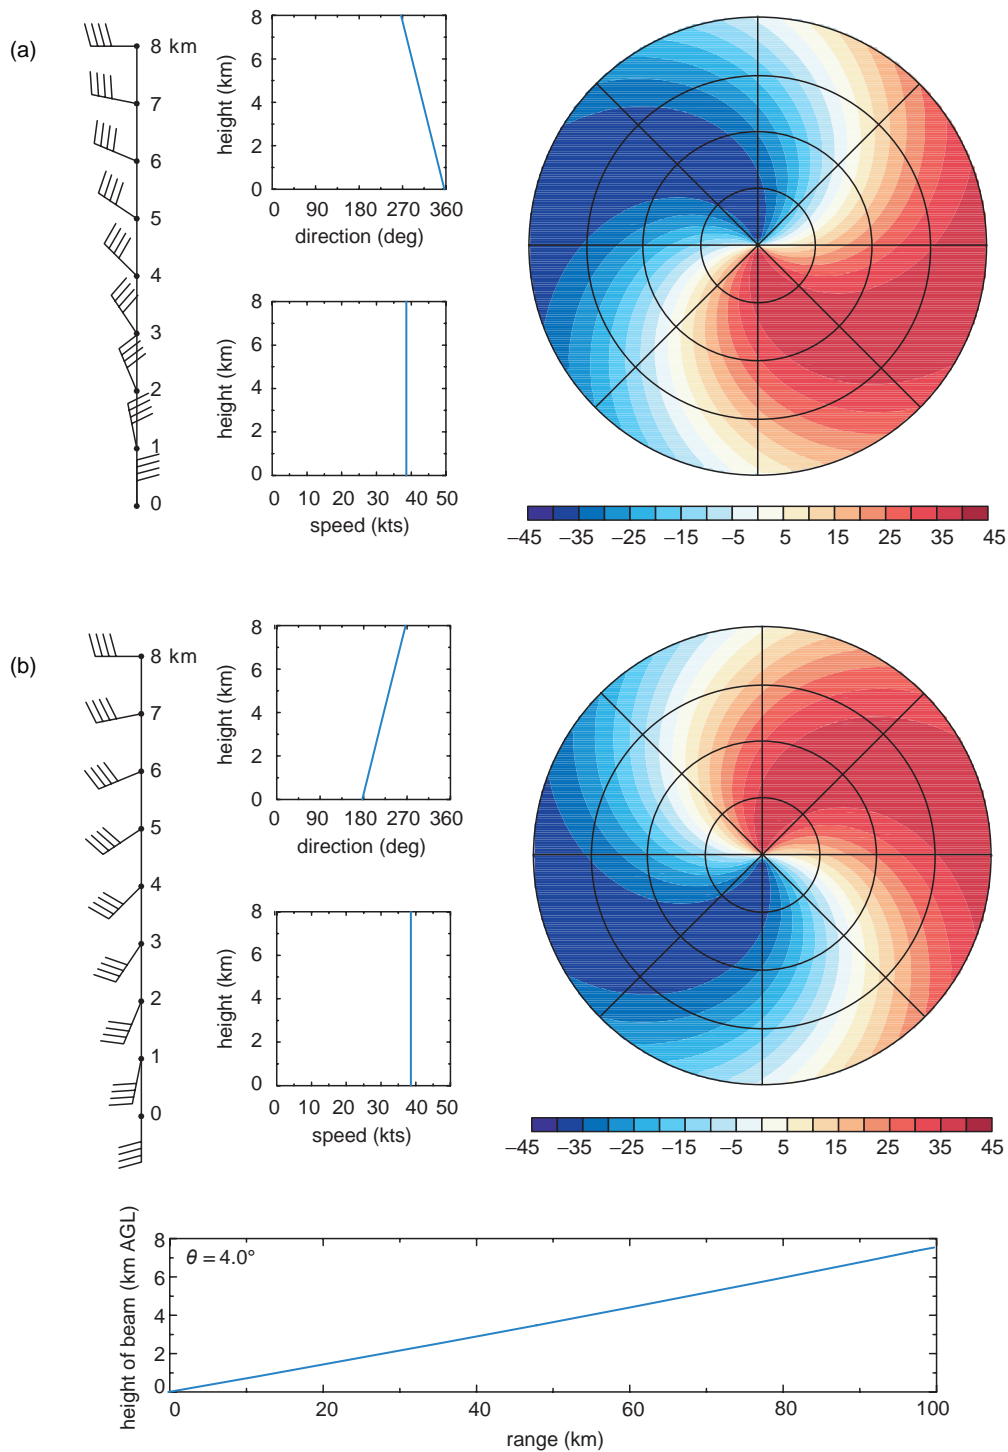 (a)
8 km
7
6
5
4
3
2
1
0
height (km)
8
6
4
2
0
0 90 180 270 360
direction (deg)
height (km)
8
6
4
2
0
0 10 20 30 40 50
speed (kts)
−45 −35 −25 −15 −5 5 15 25 35 45
(b)
8 km
7
6
5
4
3
2
1
0
height (km)
8
6
4
2
0
0 90 180 270 360
direction (deg)
height (km)
8
6
4
2
0
0 10 20 30 40 50
speed (kts)
−45 −35 −25 −15 −5 5 15 25 35 45
height of beam (km AGL)
8
6
4
2
0
θ = 4.0°
0 20 40 60 80 100
range (km)